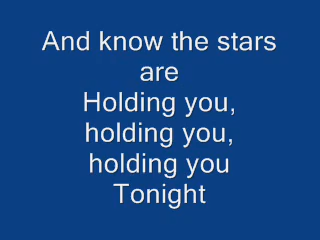 And know the stars
are
Holding you,
holding you,
holding you
Tonight